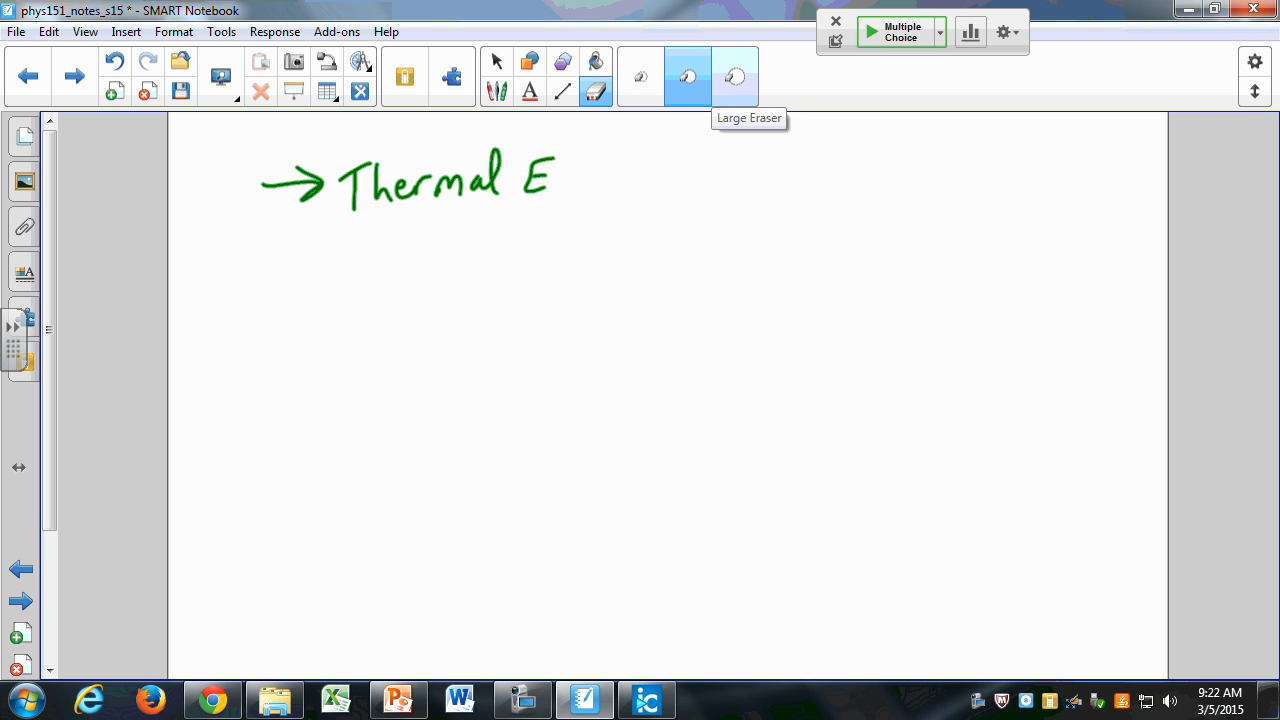 phys151_notes_s15 * - SMART Notebook
File Edit View Insert Format Tools Response Add-ons Help
Multiple
Choice
Large Eraser
→ Thermal E
9:22 AM
3/5/2015